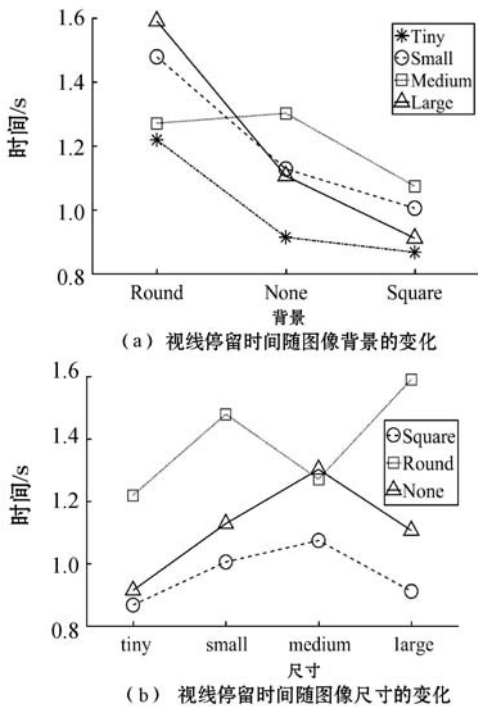 1.6
1.4
1.2
1.0
0.8
时间/s
Tiny
Small
Medium
Large
Round None Square
背景
(a) 视线停留时间随图像背景的变化
1.6
1.4
1.2
1.0
0.8
时间/s
Square
Round
None
tiny small medium large
尺寸
(b) 视线停留时间随图像尺寸的变化